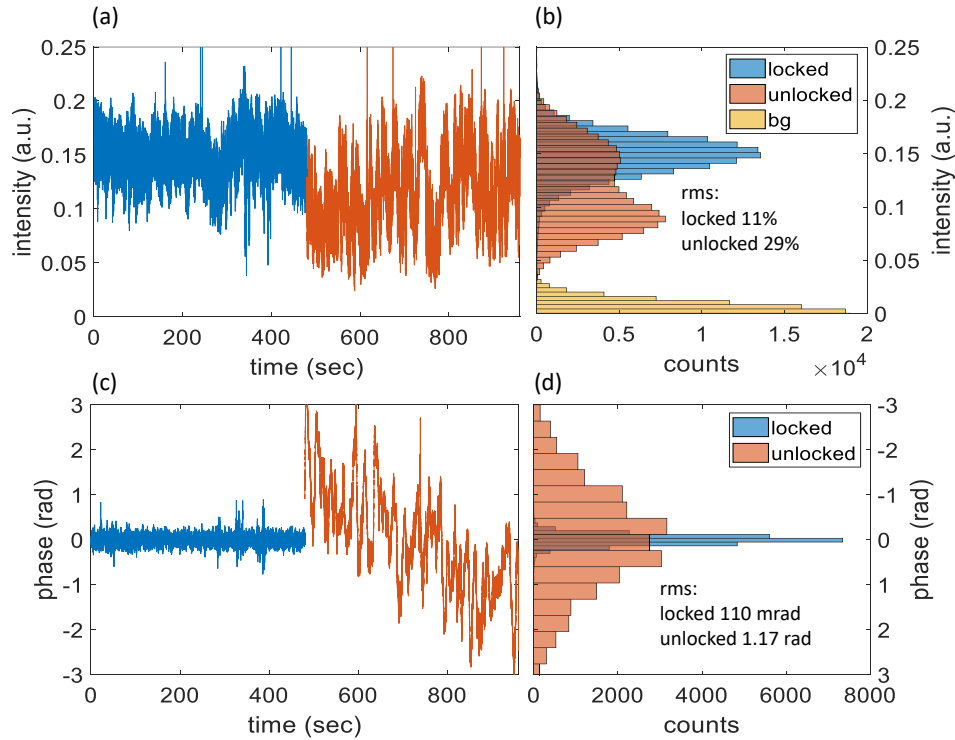 (a)
0.25
0.2
0.15
0.1
0.05
0
intensity (a.u.)
0 200 400 600 800
time (sec)
(b)
locked
unlocked
bg
rms:
locked 11%
unlocked 29%
0.25
0.2
0.15
0.1
0.05
0
intensity (a.u.)
0 0.5 1 1.5 2
counts
×10⁴
(c)
3
2
1
0
-1
-2
-3
phase (rad)
0 200 400 600 800
time (sec)
(d)
locked
unlocked
rms:
locked 110 mrad
unlocked 1.17 rad
-3
-2
-1
0
1
2
3
phase (rad)
0 2000 4000 6000 8000
counts